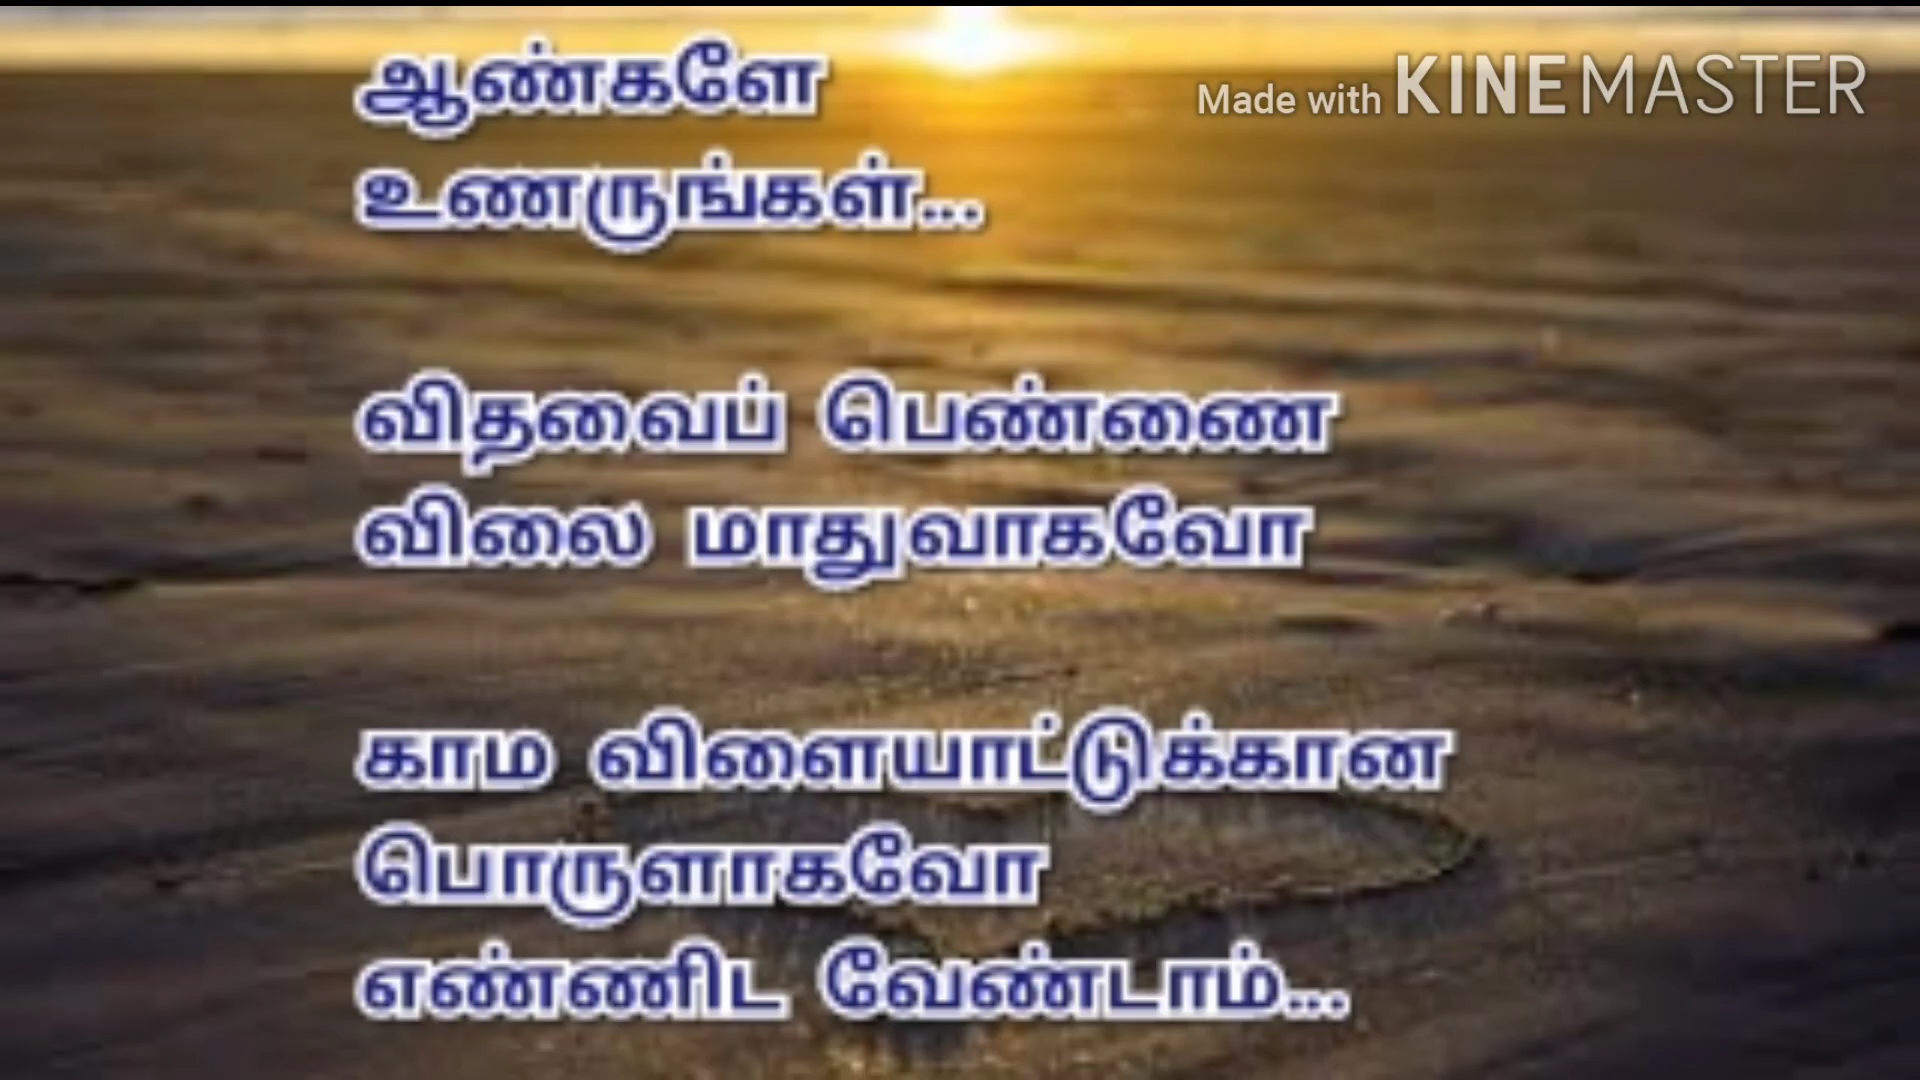 ஆண்களே
Made with KINEMASTER
உணருங்கள்...
விதவைப் பெண்ணை
விலை மாதுவாகவோ
காம விளையாட்டுக்கான
பொருளாகவோ
எண்ணிட வேண்டாம்...